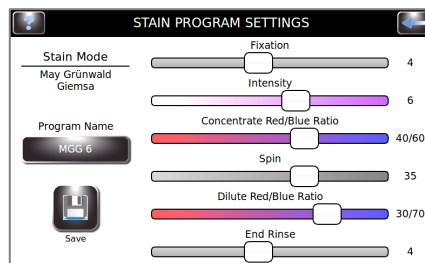 ?
STAIN PROGRAM SETTINGS
Stain Mode
May Grünwald
Giemsa
Program Name
MGG 6
Save
Fixation
4
Intensity
6
Concentrate Red/Blue Ratio
40/60
Spin
35
Dilute Red/Blue Ratio
30/70
End Rinse
4